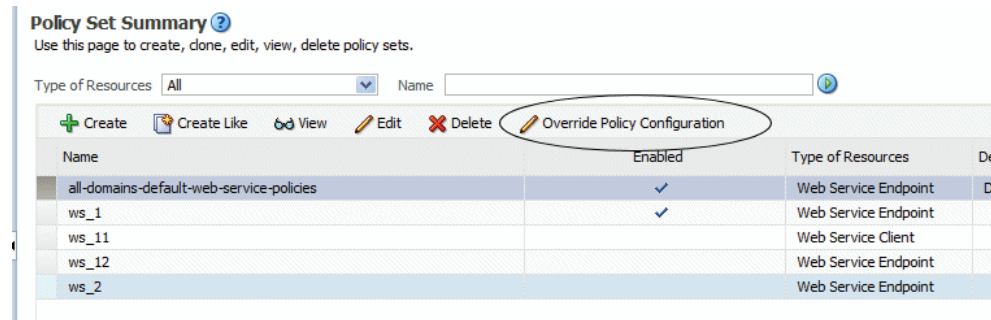 Policy Set Summary ?
Use this page to create, clone, edit, view, delete policy sets.
Type of Resources All Name
Create Create Like View Edit Delete Override Policy Configuration
Name Enabled Type of Resources De
all-domains-default-web-service-policies Web Service Endpoint D
ws_1 Web Service Endpoint
ws_11 Web Service Client
ws_12 Web Service Endpoint
ws_2 Web Service Endpoint